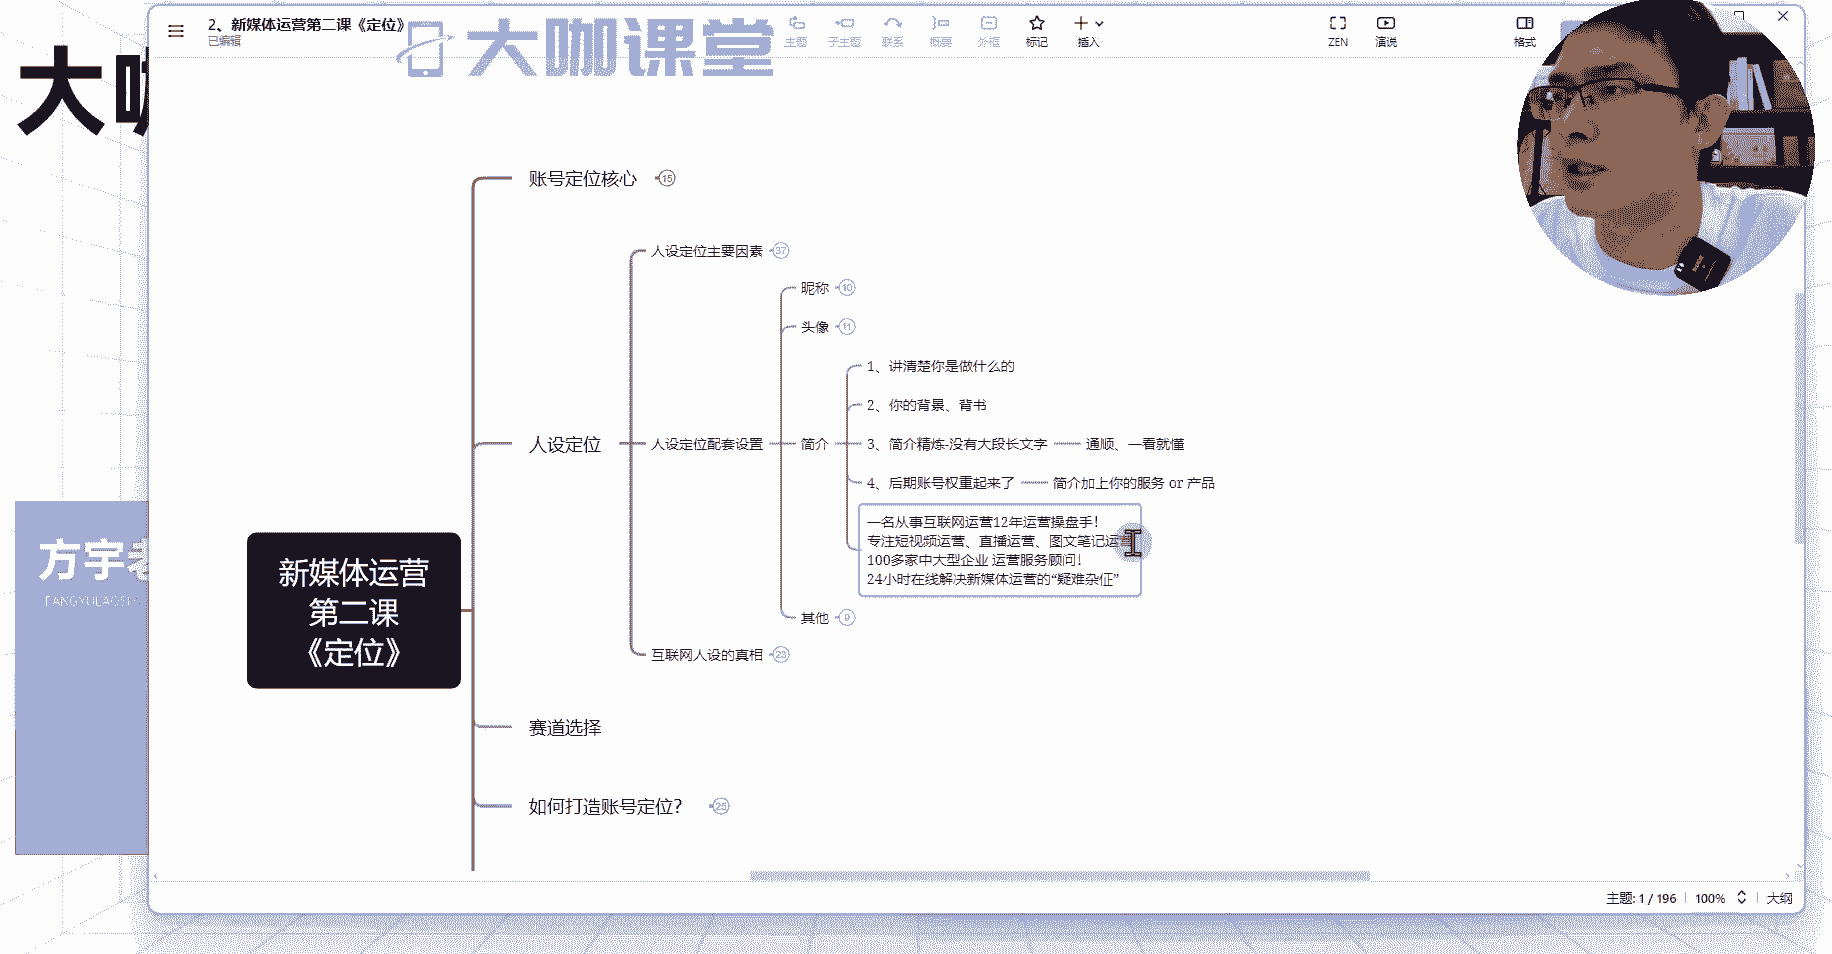 2、新媒体运营第二课《定位》
已编辑
大咖课堂
主题
子主题
联系
概要
外框
标记
插入
ZEN
演说
格式
大
账号定位核心 15
人设定位主要因素 37
昵称 10
头像 11
1、讲清楚你是做什么的
2、你的背景、背书
人设定位
人设定位配套设置
简介
3、简介精炼-没有大段长文字
通顺、一看就懂
4、后期账号权重起来了
简介加上你的服务 or 产品
一名从事互联网运营12年运营操盘手！
专注短视频运营、直播运营、图文笔记运
100多家中大型企业 运营服务顾问！
24小时在线解决新媒体运营的“疑难杂征”
其他 9
互联网人设的真相 23
新媒体运营
第二课
《定位》
方宇老
FANGYULAOSH
赛道选择
如何打造账号定位？ 25
主题: 1 / 196
100%
大纲